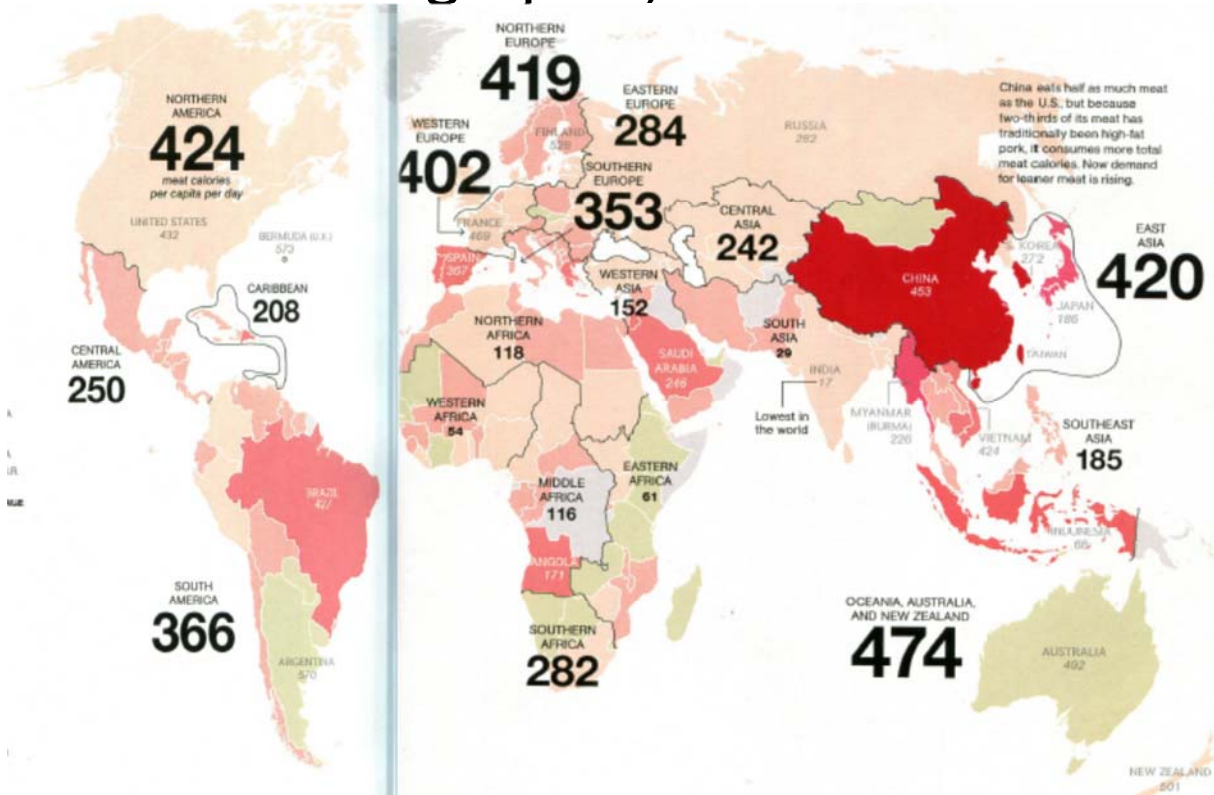 NORTHERN
EUROPE
419
EASTERN
EUROPE
284
NORTHERN
AMERICA
424
meat calories
per capita per day
WESTERN
EUROPE
402
FINLAND
529
RUSSIA
282
China eats half as much meat
as the U.S., but because
two-thirds of its meat has
traditionally been high-fat
pork, it consumes more total
meat calories. Now demand
for leaner meat is rising.
SOUTHERN
EUROPE
353
UNITED STATES
432
BERMUDA (U.K.)
573
FRANCE
469
SPAIN
367
CENTRAL
ASIA
242
KOREA
272
EAST
ASIA
420
CHINA
453
JAPAN
186
TAIWAN
CARIBBEAN
208
WESTERN
ASIA
152
NORTHERN
AFRICA
118
SOUTH
ASIA
29
SAUDI
ARABIA
246
INDIA
17
Lowest in
the world
CENTRAL
AMERICA
250
WESTERN
AFRICA
54
MYANMAR
(BURMA)
226
VIETNAM
424
SOUTHEAST
ASIA
185
EASTERN
AFRICA
61
MIDDLE
AFRICA
116
BRAZIL
INDONESIA
66
ANGOLA
171
SOUTH
AMERICA
366
OCEANIA, AUSTRALIA,
AND NEW ZEALAND
474
SOUTHERN
AFRICA
282
ARGENTINA
570
AUSTRALIA
492
NEW ZEALAND
501